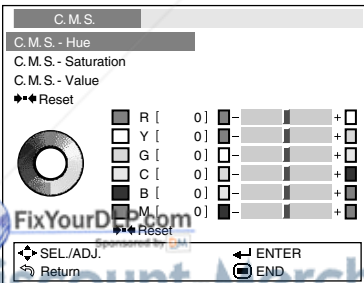 C.M.S.
C.M.S. - Hue
C.M.S. - Saturation
C.M.S. - Value
Reset
R [ 0 ] - +
Y [ 0 ] - +
G [ 0 ] - +
C [ 0 ] - +
B [ 0 ] - +
M [ 0 ] - +
FixYourDLP.com
Reset
Sponsored by DM
SEL./ADJ. ENTER
Return END